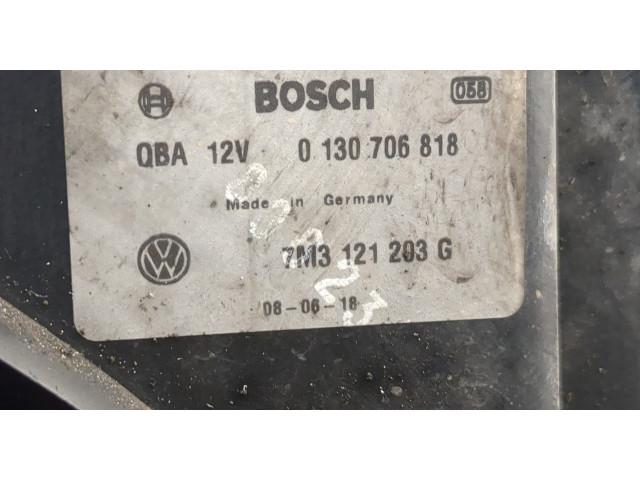 BOSCH 058
QBA 12V 0 130 706 818
Made in Germany
7M3 121 203 G
08-06-18